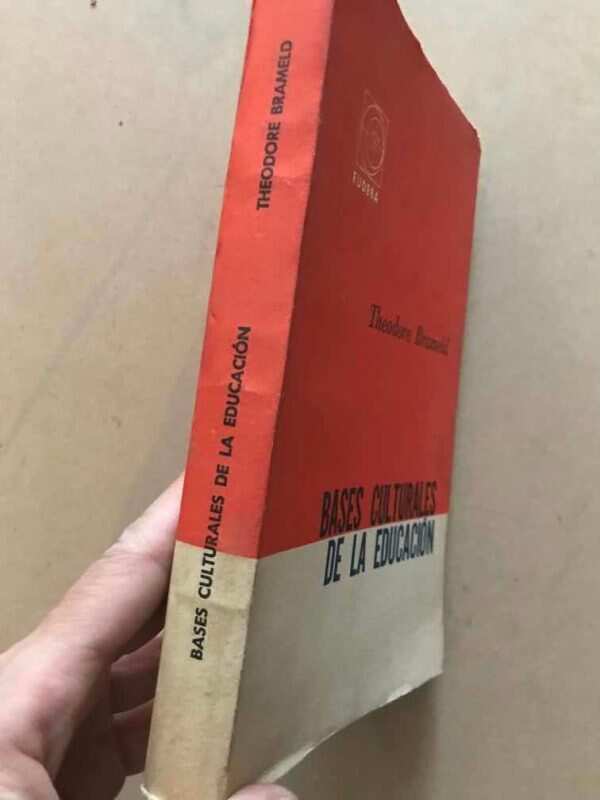 THEODORE BRAMELD
BASES CULTURALES DE LA EDUCACIÓN
EUDEBA
Theodore Brameld
BASES CULTURALES
DE LA EDUCACIÓN